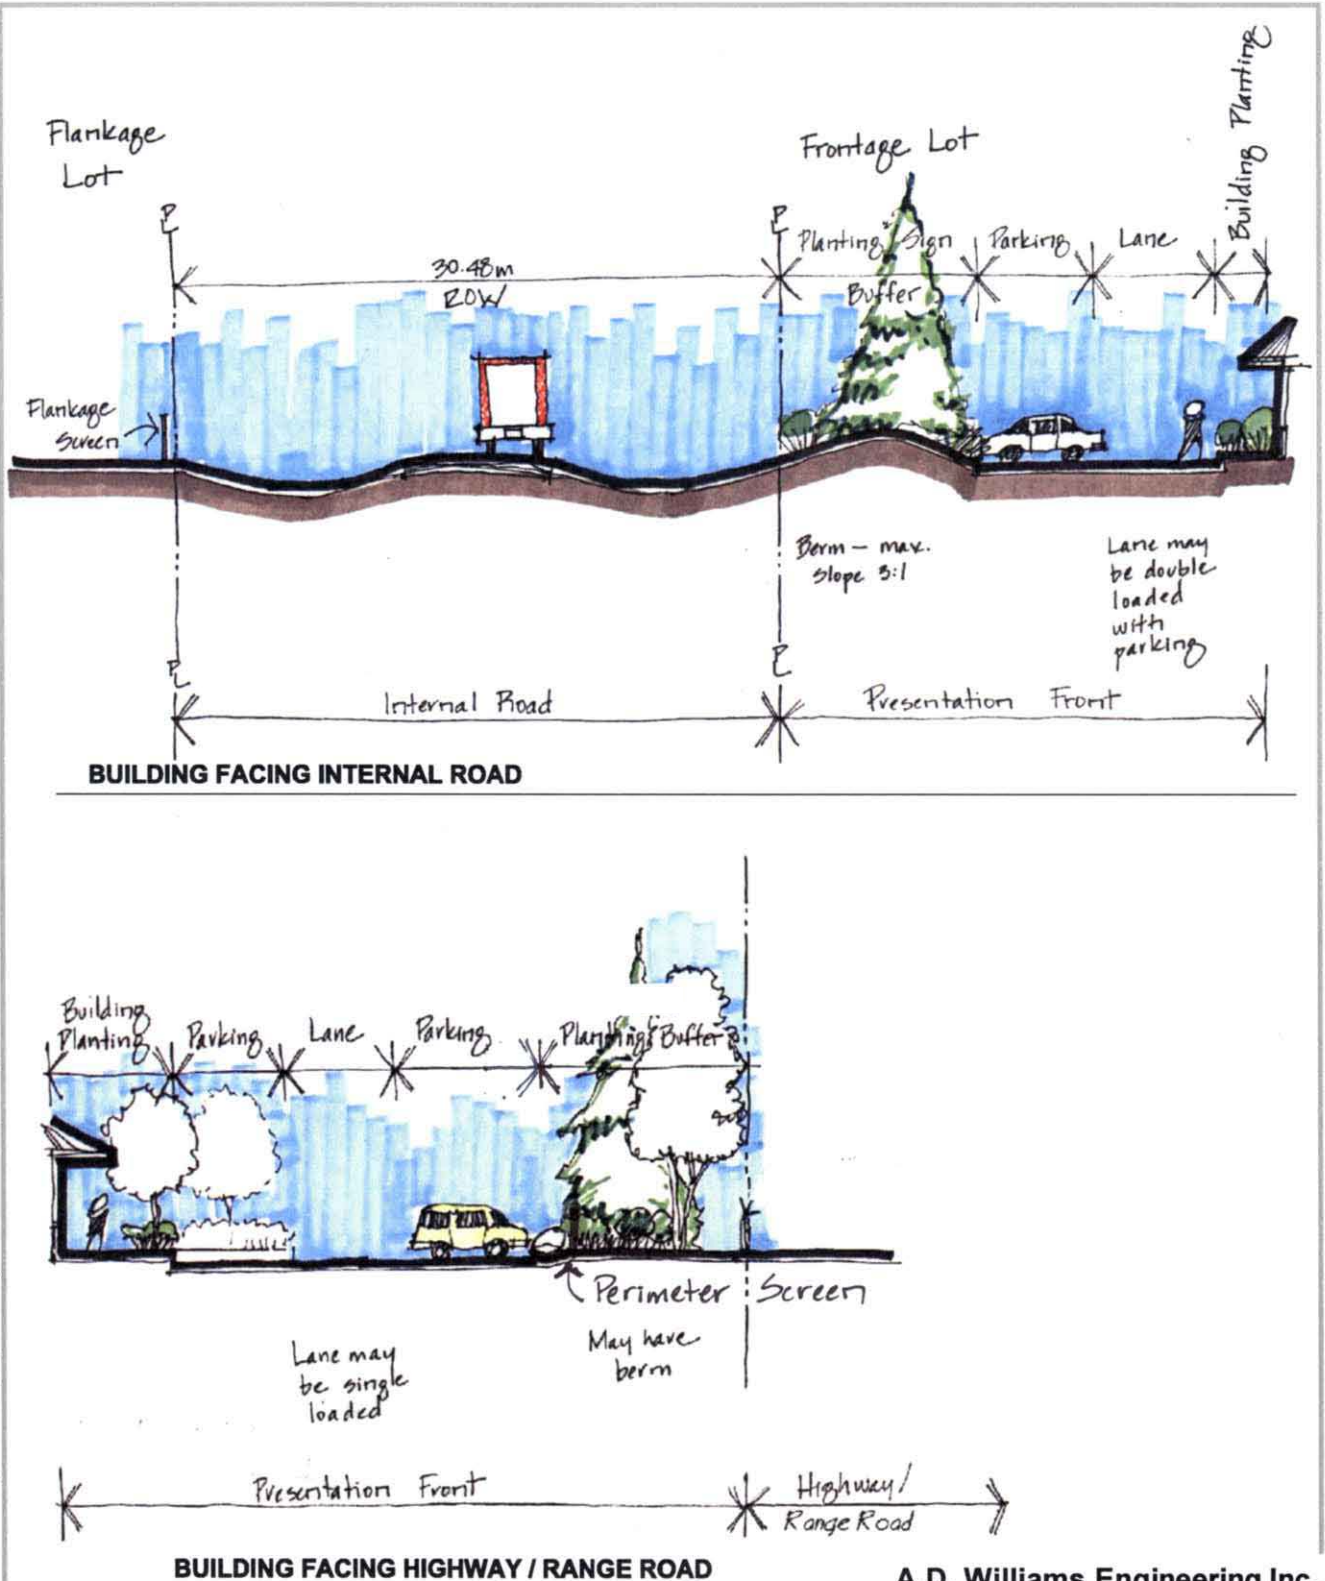 Flankage
Lot
Frontage Lot
Building Planting
PL
PL
Planting Sign
Buffer
Parking
Lane
30.48m
ROW
Flankage
Screen
Berm – max.
slope 3:1
Lane may
be double
loaded
with
parking
PL
PL
Internal Road
Presentation Front
BUILDING FACING INTERNAL ROAD
Building
Planting
Parking
Lane
Parking
Planting Buffer
Perimeter Screen
Lane may
be single
loaded
May have
berm
Presentation Front
Highway/
Range Road
BUILDING FACING HIGHWAY / RANGE ROAD
A.D. Williams Engineering Inc.